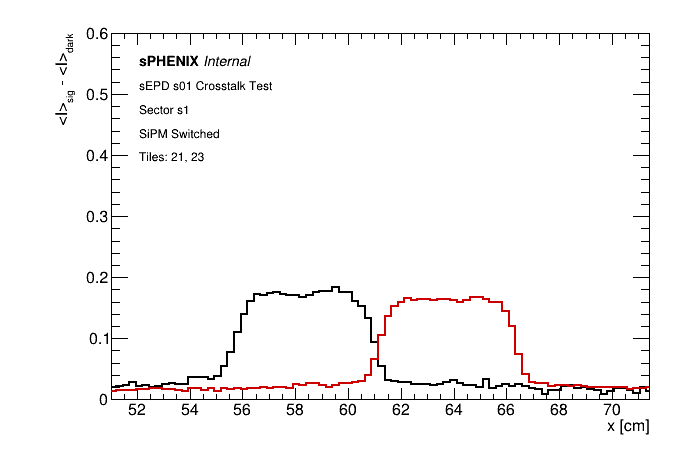 0.6
<I>sig - <I>dark
sPHENIX Internal
sEPD s01 Crosstalk Test
0.5
Sector s1
SiPM Switched
0.4
Tiles: 21, 23
0.3
0.2
0.1
0
52 54 56 58 60 62 64 66 68 70
x [cm]